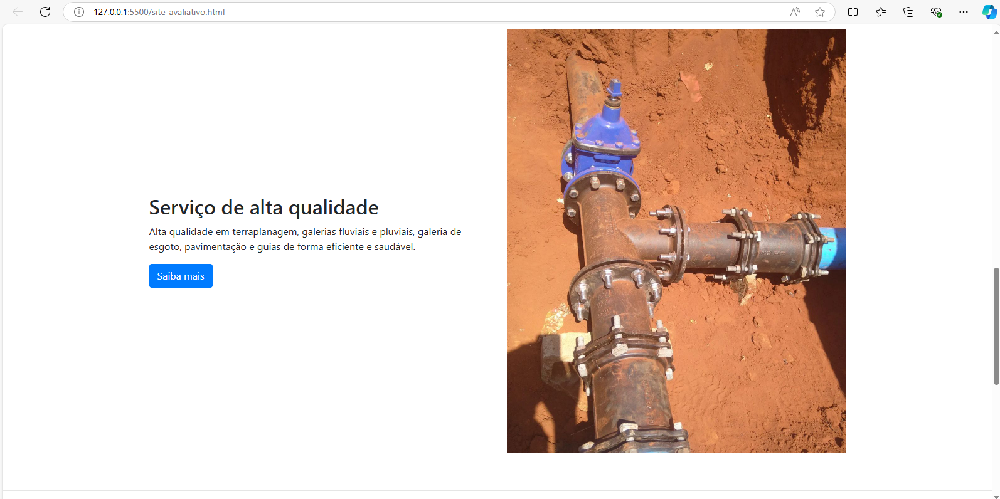 127.0.0.1:5500/site_avaliativo.html
Serviço de alta qualidade
Alta qualidade em terraplanagem, galerias fluviais e pluviais, galeria de
esgoto, pavimentação e guias de forma eficiente e saudável.
Saiba mais